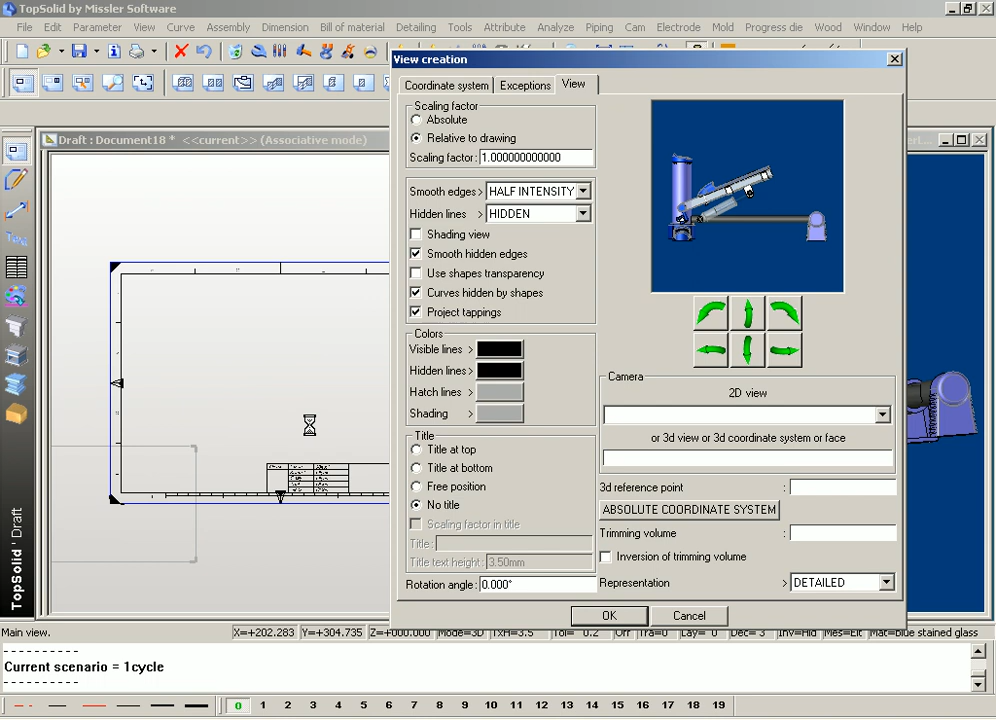 TopSolid by Missler Software
File Edit Parameter View Curve Assembly Dimension Bill of material Detailing Tools Attribute Analyze Piping Cam Electrode Mold Progress die Wood Window Help
View creation
Coordinate system Exceptions View
Draft : Document18 * <<current>> (Associative mode)
Scaling factor
Absolute
Relative to drawing
Scaling factor: 1.000000000000
Smooth edges> HALF INTENSITY
Hidden lines > HIDDEN
Shading view
Smooth hidden edges
Use shapes transparency
Curves hidden by shapes
Project tappings
Colors
Visible lines >
Hidden lines >
Hatch lines >
Shading >
Title
Title at top
Title at bottom
Free position
No title
Scaling factor in title
Title :
Title text height: 3.50mm
Rotation angle: 0.000°
Camera
2D view
or 3d view or 3d coordinate system or face
3d reference point :
ABSOLUTE COORDINATE SYSTEM
Trimming volume :
Inversion of trimming volume
Representation > DETAILED
OK Cancel
Text
TopSolid ' Draft
Main view. X=+202.283 Y=+304.735 Z=+000.000 Mode=3D TxH=3.5 Tol= 0.2 Off Tra=0 Lay= 0 Dec= 3 Inv=Hid Mes=Elt Mat=blue stained glass
Current scenario = 1cycle
0 1 2 3 4 5 6 7 8 9 10 11 12 13 14 15 16 17 18 19